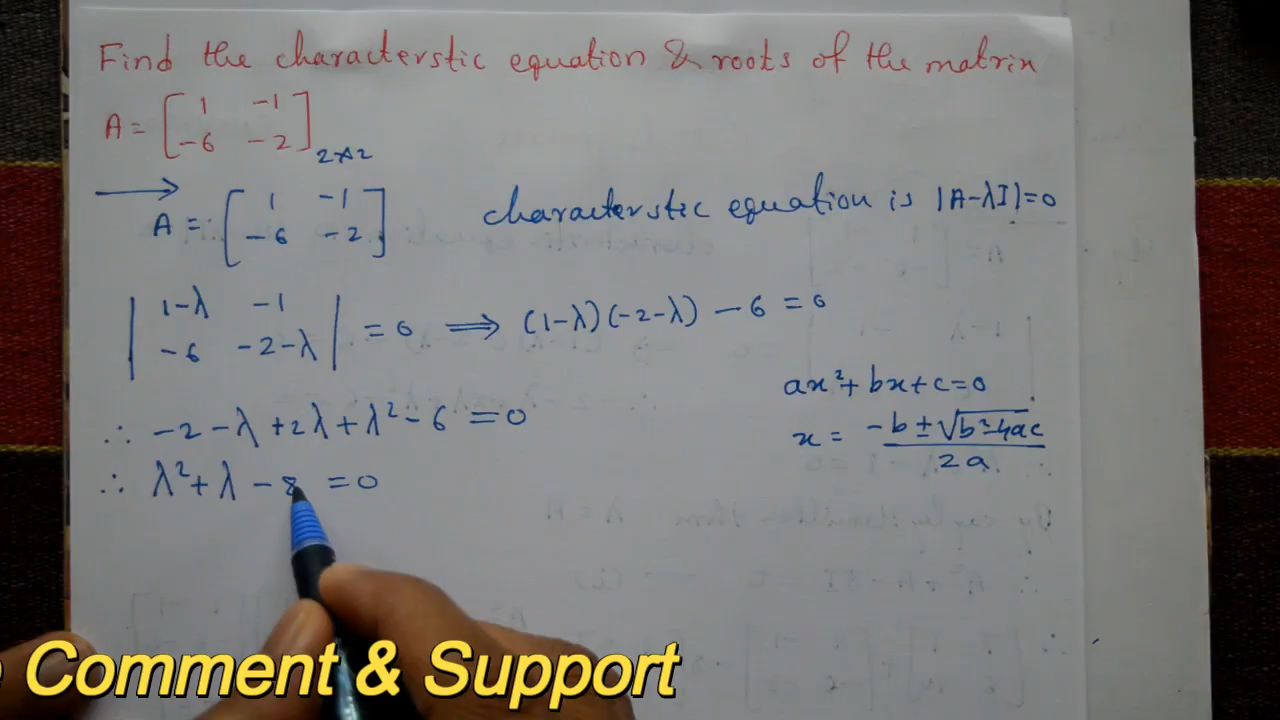 Find the characterstic equation & roots of the matrix
A = [ 1 -1
-6 -2 ] 2×2
→ A = [ 1 -1
-6 -2 ] characterstic equation is |A-λI|=0
| 1-λ -1
-6 -2-λ | = 0 ⟹ (1-λ)(-2-λ) - 6 = 0
∴ -2 - λ + 2λ + λ² - 6 = 0
∴ λ² + λ - 8 = 0
ax² + bx + c = 0
x = -b ± √b²-4ac / 2a
Comment & Support